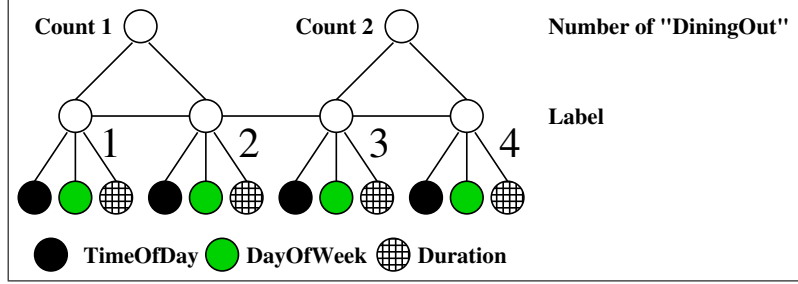 Count 1 Count 2 Number of "DiningOut"
Label
1 2 3 4
TimeOfDay DayOfWeek Duration